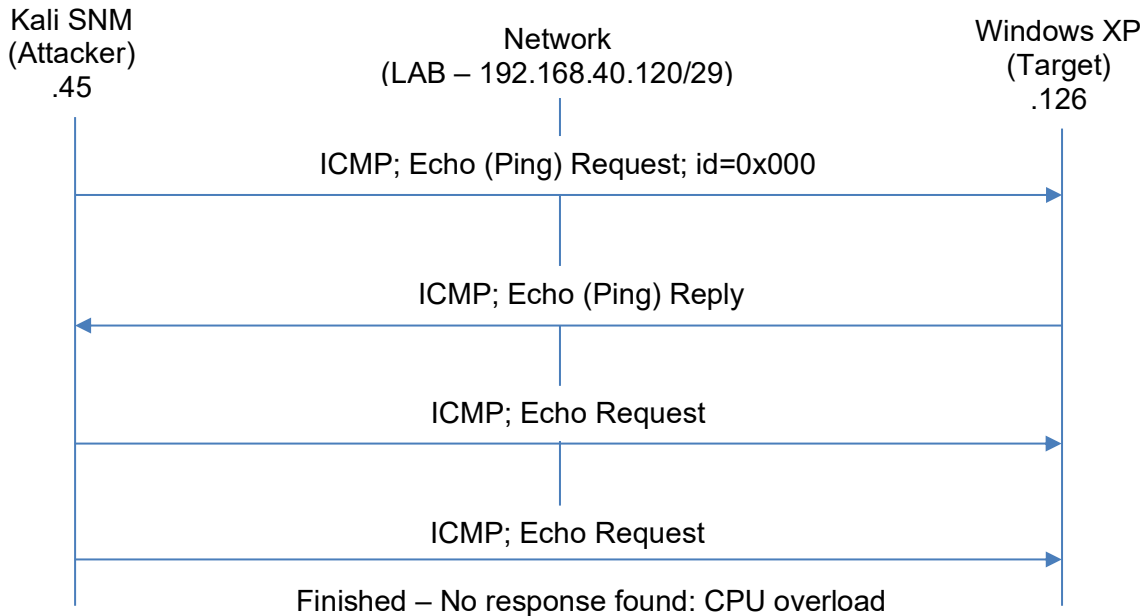 Kali SNM
(Attacker)
.45
Network
(LAB – 192.168.40.120/29)
Windows XP
(Target)
.126
ICMP; Echo (Ping) Request; id=0x000
ICMP; Echo (Ping) Reply
ICMP; Echo Request
ICMP; Echo Request
Finished – No response found: CPU overload